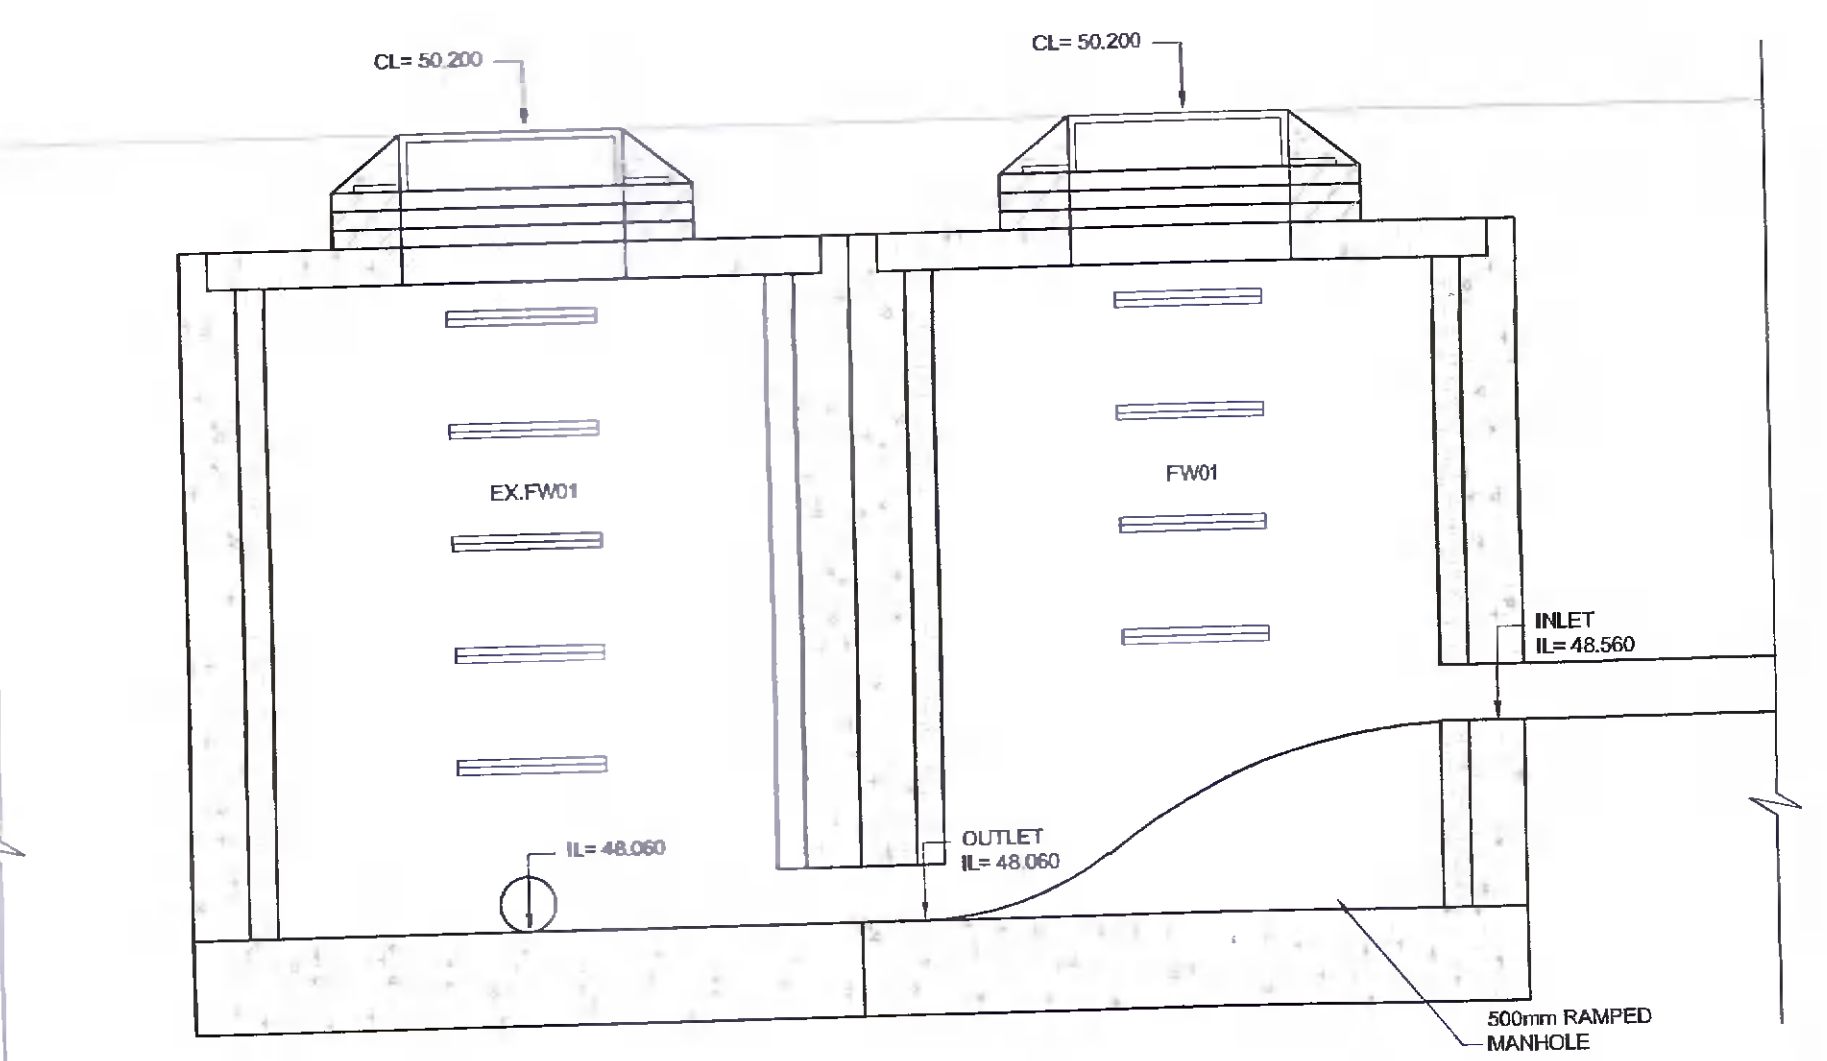 CL= 50.200
CL= 50.200
EX.FW01
FW01
INLET
IL= 48.560
IL= 48.060
OUTLET
IL= 48.060
500mm RAMPED
MANHOLE